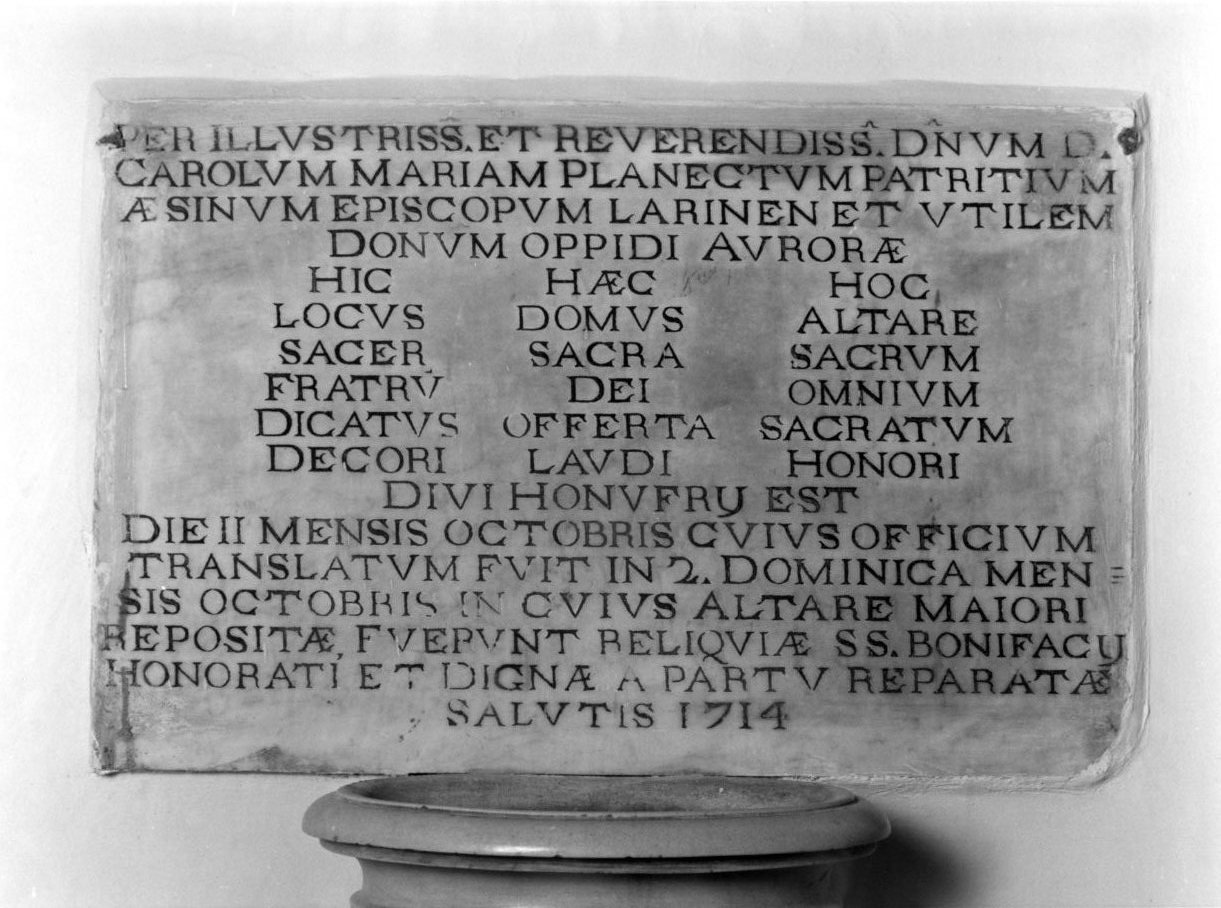 PER ILLVSTRISS̑. ET REVERENDISS̑. DN̑VM D.
CAROLVM MARIAM PLANECTVM PATRITIVM
ÆSINVM EPISCOPVM LARINEN ET VTILEM
DONVM OPPIDI AVRORÆ
HIC HÆC HOC
LOCVS DOMVS ALTARE
SACER SACRA SACRVM
FRATRV̄ DEI OMNIVM
DICATVS OFFERTA SACRATVM
DECORI LAVDI HONORI
DIVI HONVFRIJ EST
DIE II MENSIS OCTOBRIS CVIVS OFFICIVM
TRANSLATVM FVIT IN 2. DOMINICA MEN=
SIS OCTOBRIS IN CVIVS ALTARE MAIORI
REPOSITÆ, FVEPVNT RELIQVIÆ SS. BONIFACIJ
HONORATI ET DIGNÆ A PARTV REPARATÆ
SALVTIS 1714